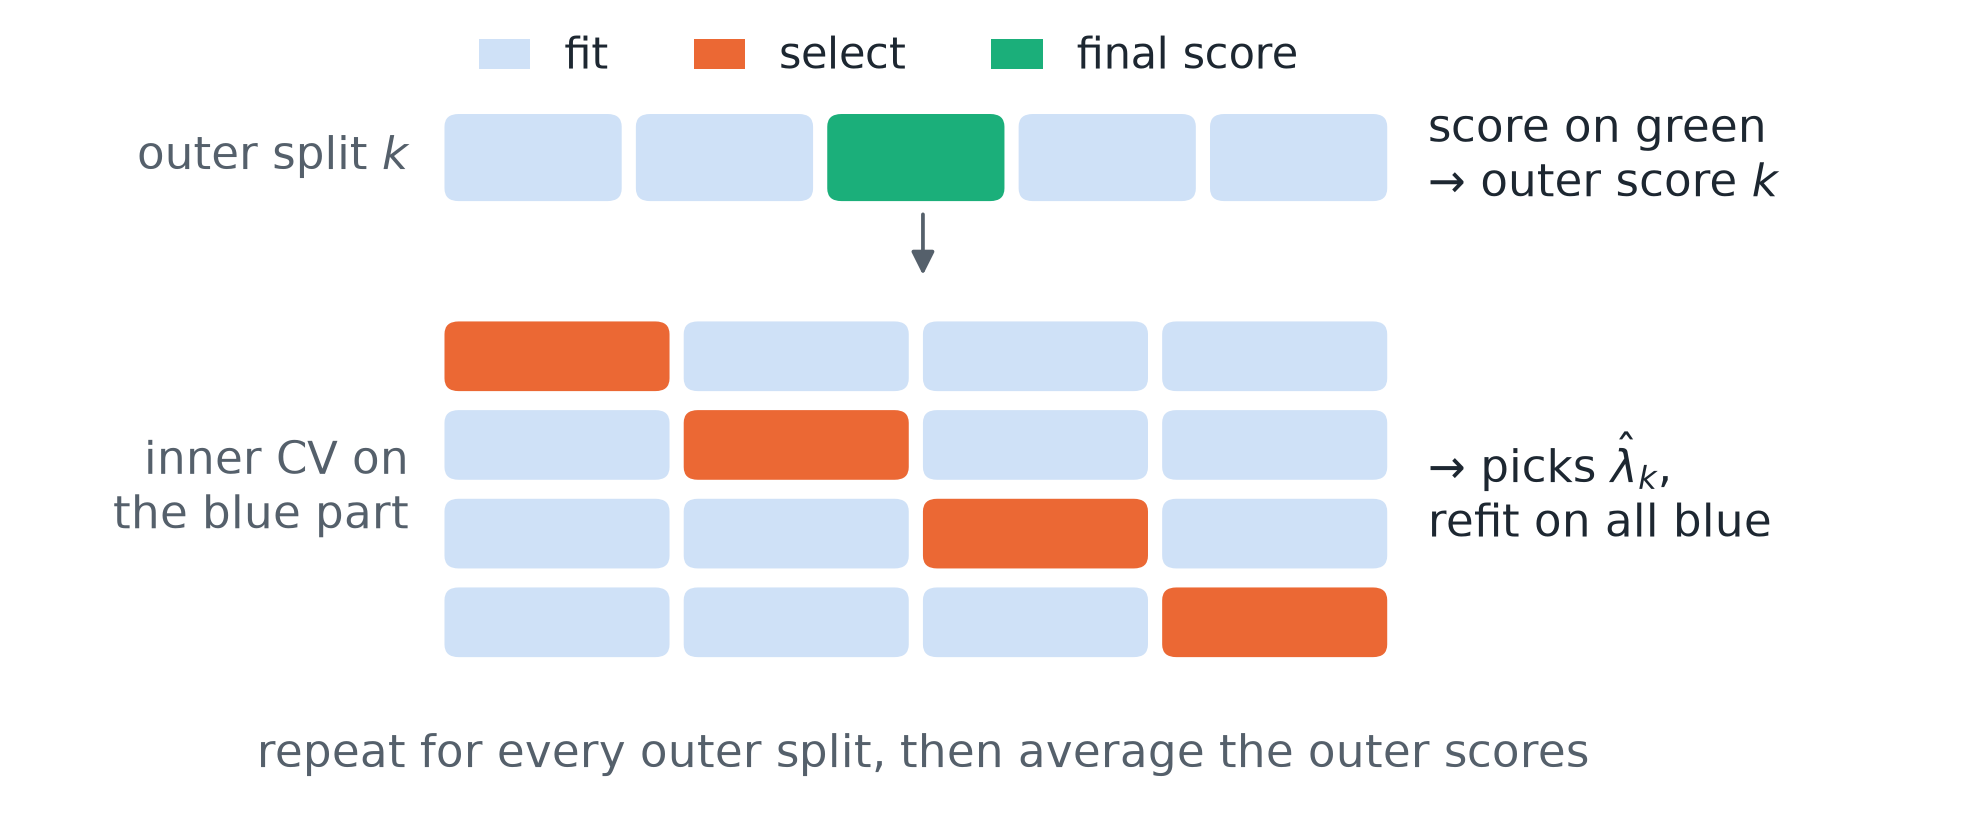 fit select final score
outer split k
score on green
→ outer score k
inner CV on
the blue part
→ picks λ̂ₖ,
refit on all blue
repeat for every outer split, then average the outer scores